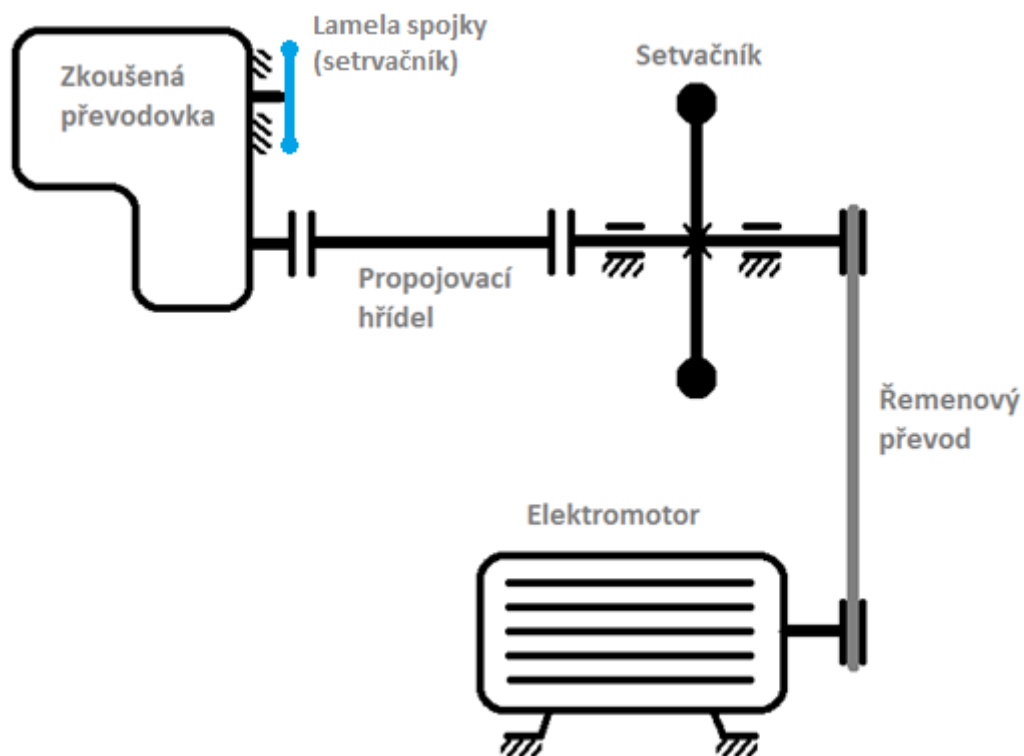 Lamela spojky
(setrvačník)
Zkoušená
převodovka
Setvačník
Propojovací
hřídel
Řemenový
převod
Elektromotor